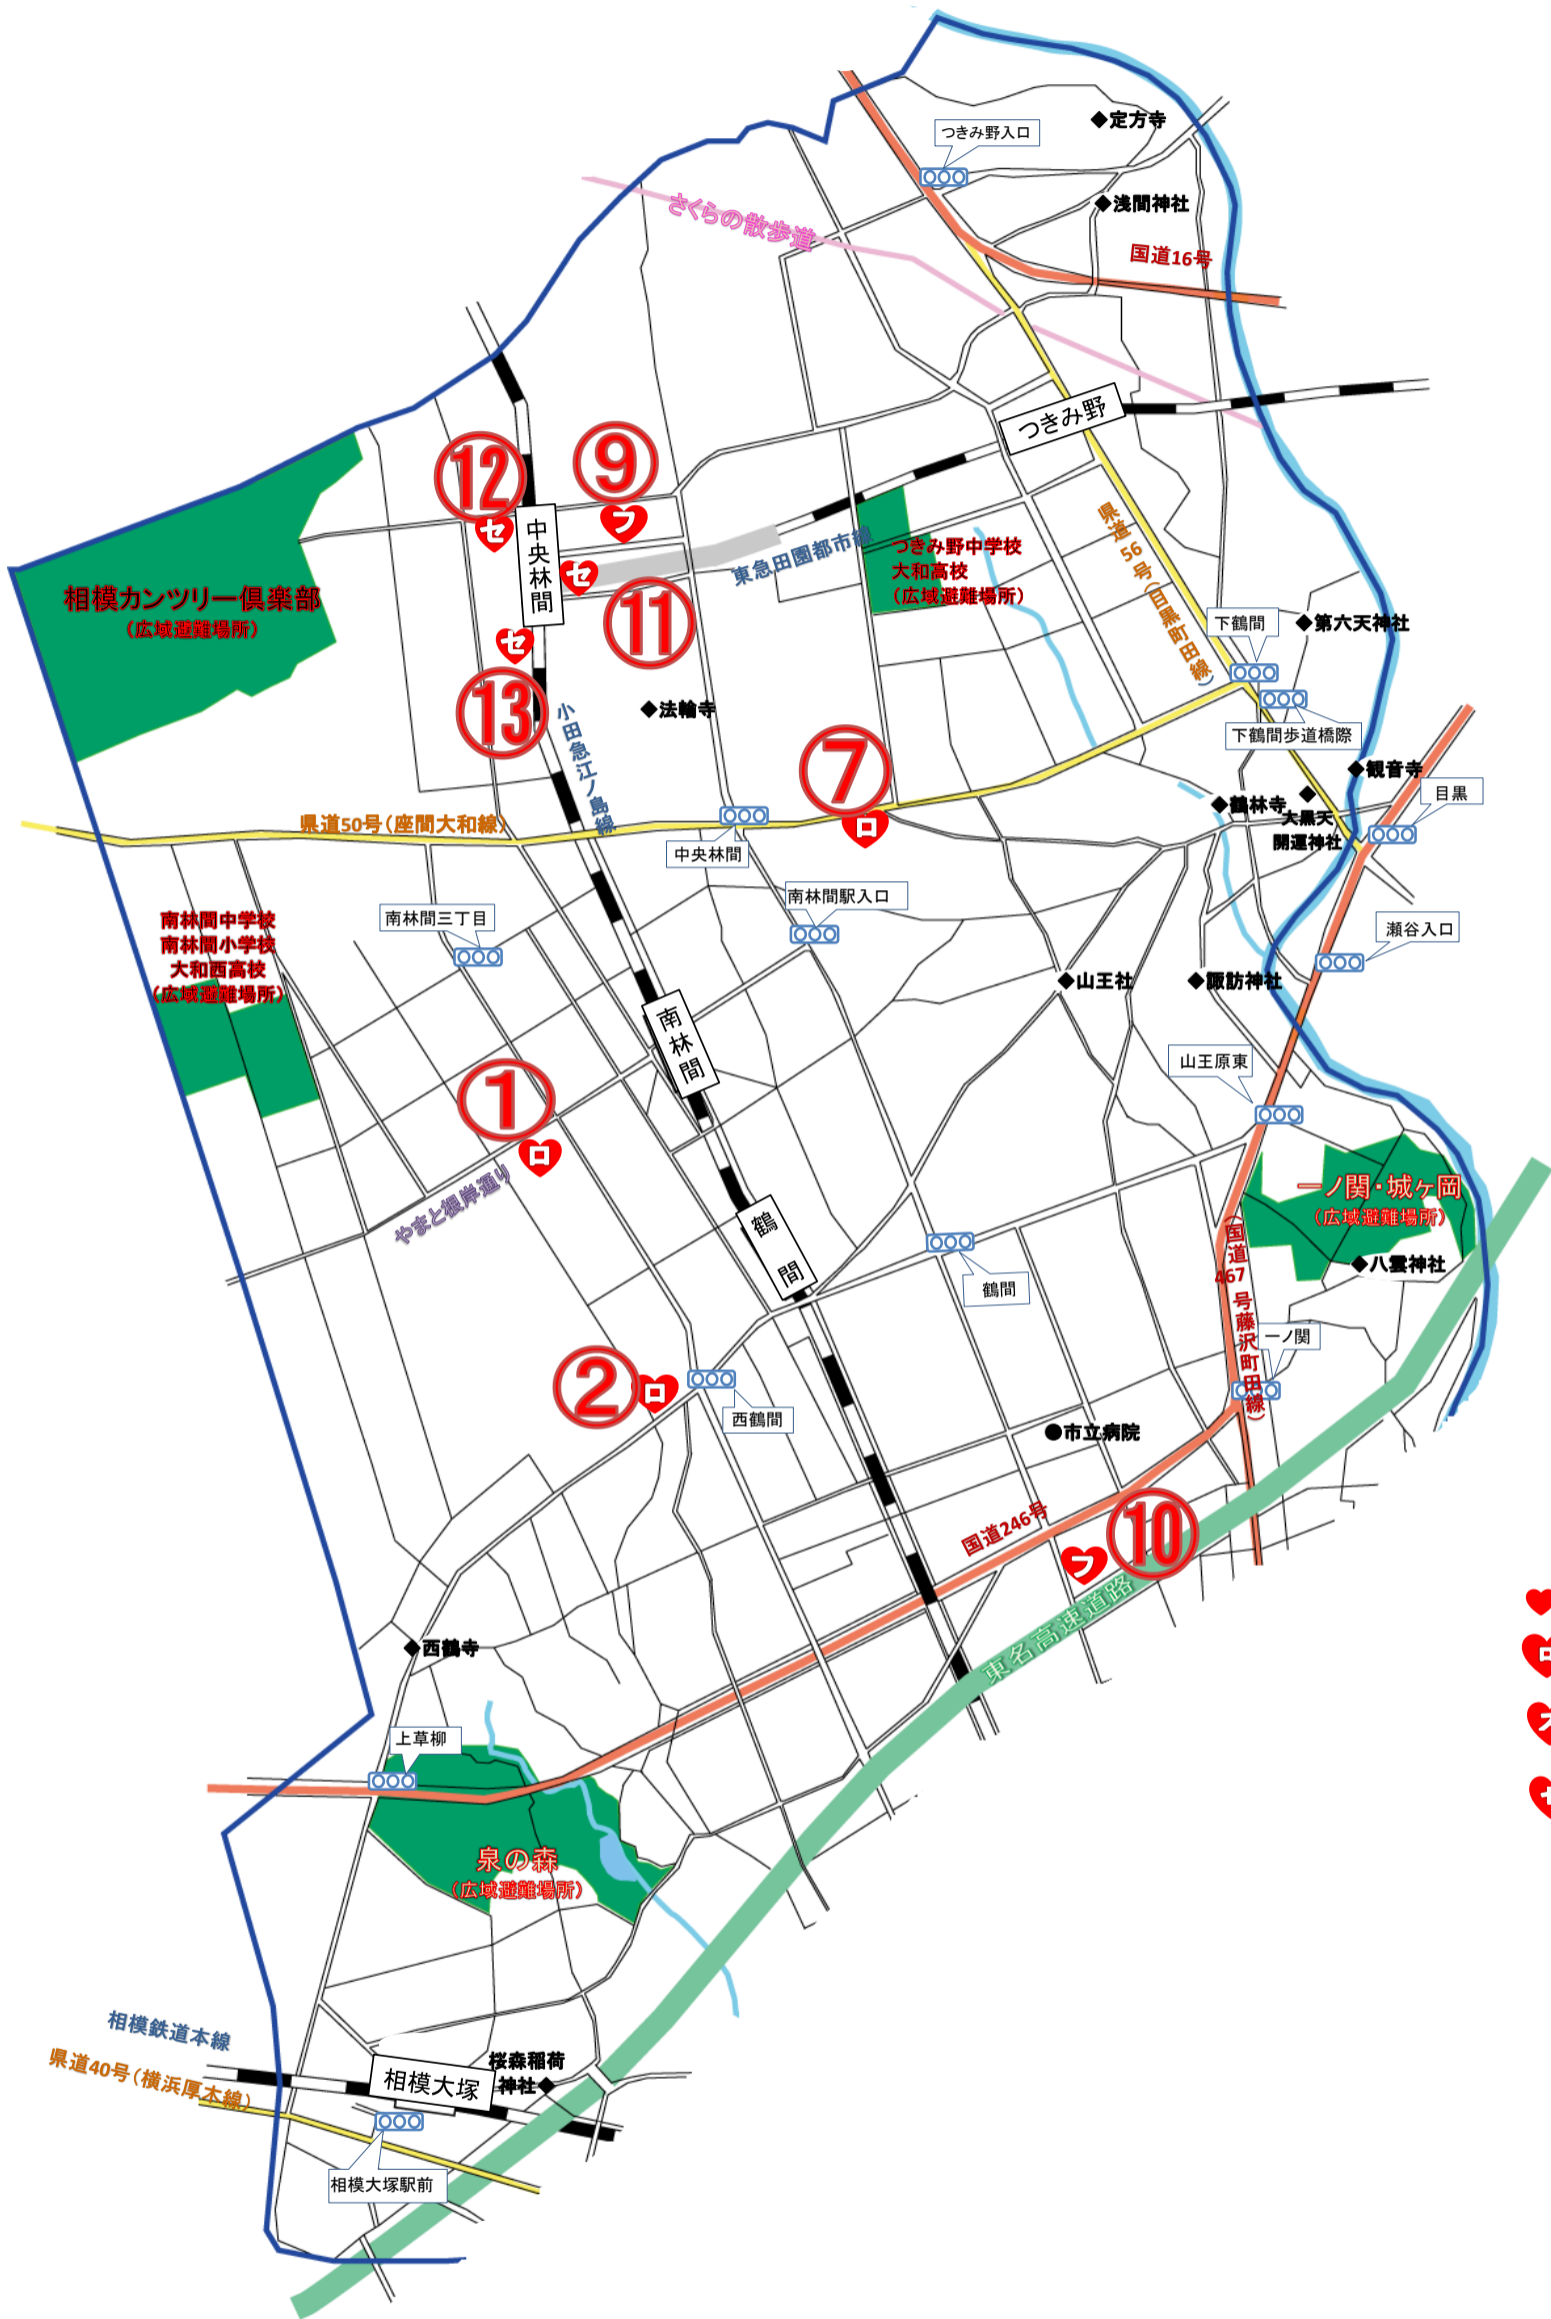 定方寺
つきみ野入口
浅間神社
さくらの散歩道
国道16号
つきみ野
⑫
⑨
セ
フ
中央林間
セ
東急田園都市線
つきみ野中学校
大和高校
(広域避難場所)
県道56号(目黒町田線)
相模カンツリー倶楽部
(広域避難場所)
⑪
セ
下鶴間
第六天神社
⑬
小田急江ノ島線
法輪寺
下鶴間歩道橋際
⑦
観音寺
目黒
鶴林寺
大黒天
開運神社
県道50号(座間大和線)
ロ
中央林間
南林間駅入口
南林間三丁目
南林間中学校
南林間小学校
大和西高校
(広域避難場所)
瀬谷入口
山王社
諏訪神社
南林間
山王原東
①
ロ
やまと根岸通り
一ノ関・城ヶ岡
(広域避難場所)
鶴間
(国道467号藤沢町田線)
八雲神社
鶴間
一ノ関
②
ロ
西鶴間
市立病院
国道246号
⑩
フ
東名高速道路
西鶴寺
上草柳
泉の森
(広域避難場所)
相模鉄道本線
県道40号(横浜厚木線)
相模大塚
桜森稲荷
神社
相模大塚駅前